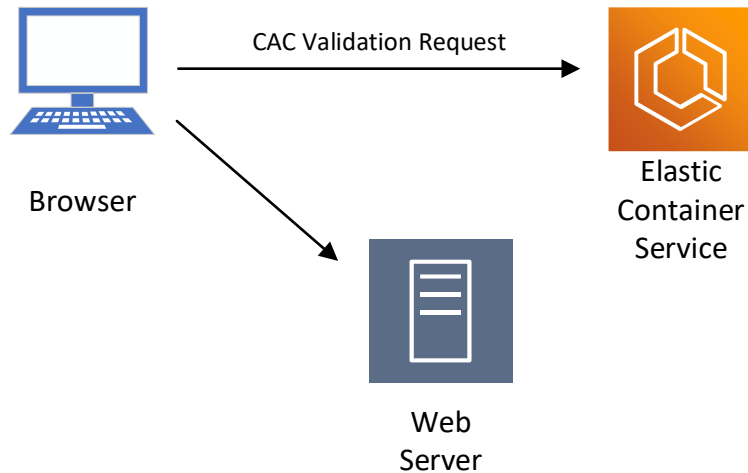 CAC Validation Request
Browser
Elastic
Container
Service
Web
Server